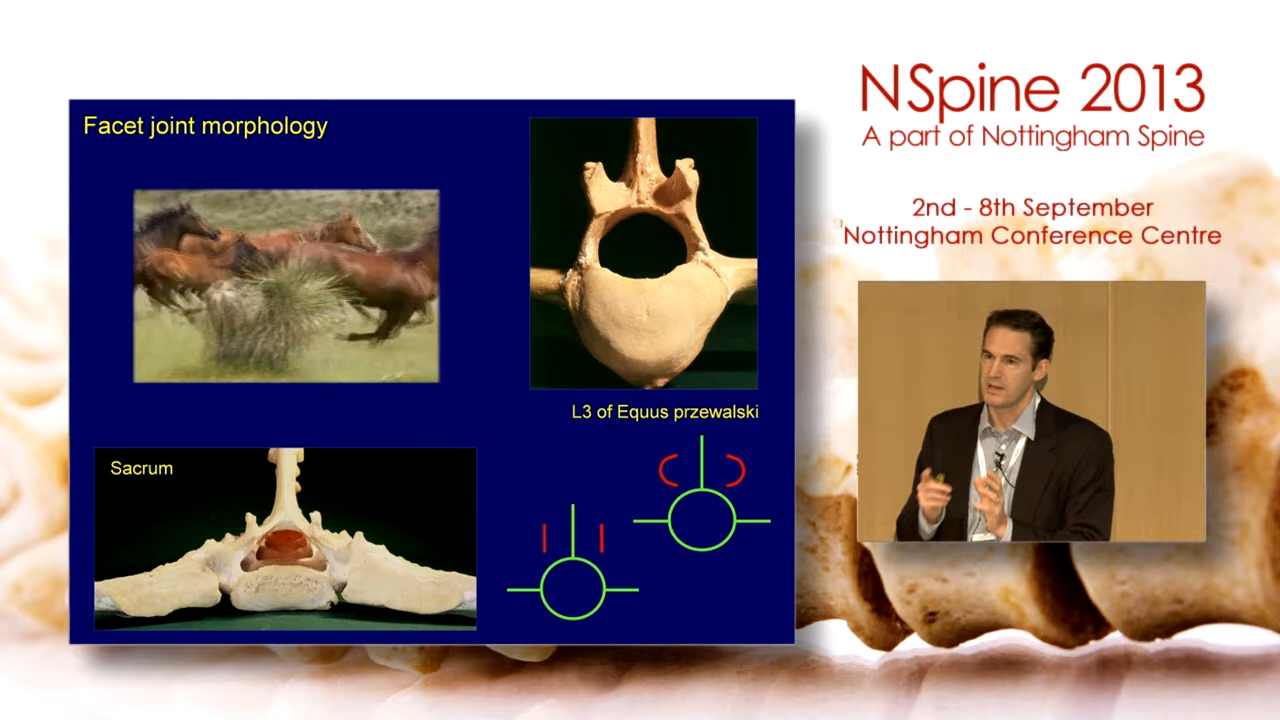 NSpine 2013
A part of Nottingham Spine
2nd - 8th September
Nottingham Conference Centre
Facet joint morphology
L3 of Equus przewalski
Sacrum